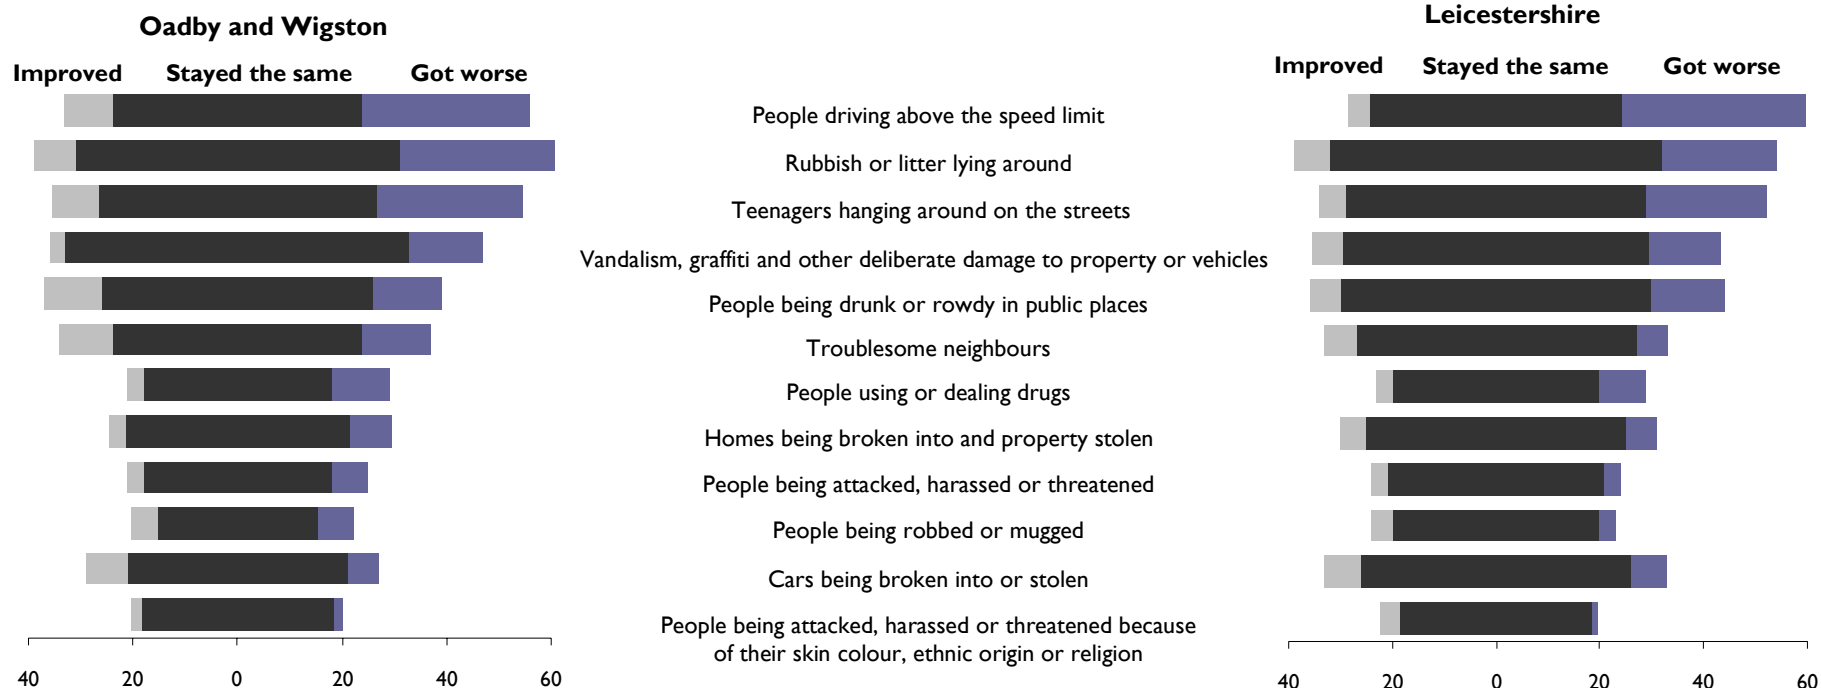 Oadby and Wigston
Leicestershire
Improved Stayed the same Got worse
Improved Stayed the same Got worse
People driving above the speed limit
Rubbish or litter lying around
Teenagers hanging around on the streets
Vandalism, graffiti and other deliberate damage to property or vehicles
People being drunk or rowdy in public places
Troublesome neighbours
People using or dealing drugs
Homes being broken into and property stolen
People being attacked, harassed or threatened
People being robbed or mugged
Cars being broken into or stolen
People being attacked, harassed or threatened because
of their skin colour, ethnic origin or religion
40 20 0 20 40 60
40 20 0 20 40 60